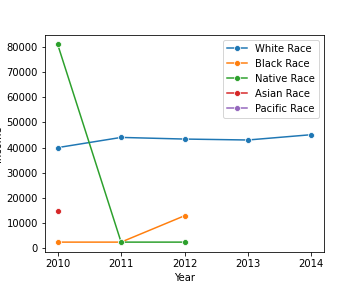 80000
70000
60000
50000
40000
30000
20000
10000
0
White Race
Black Race
Native Race
Asian Race
Pacific Race
2010 2011 2012 2013 2014
Year